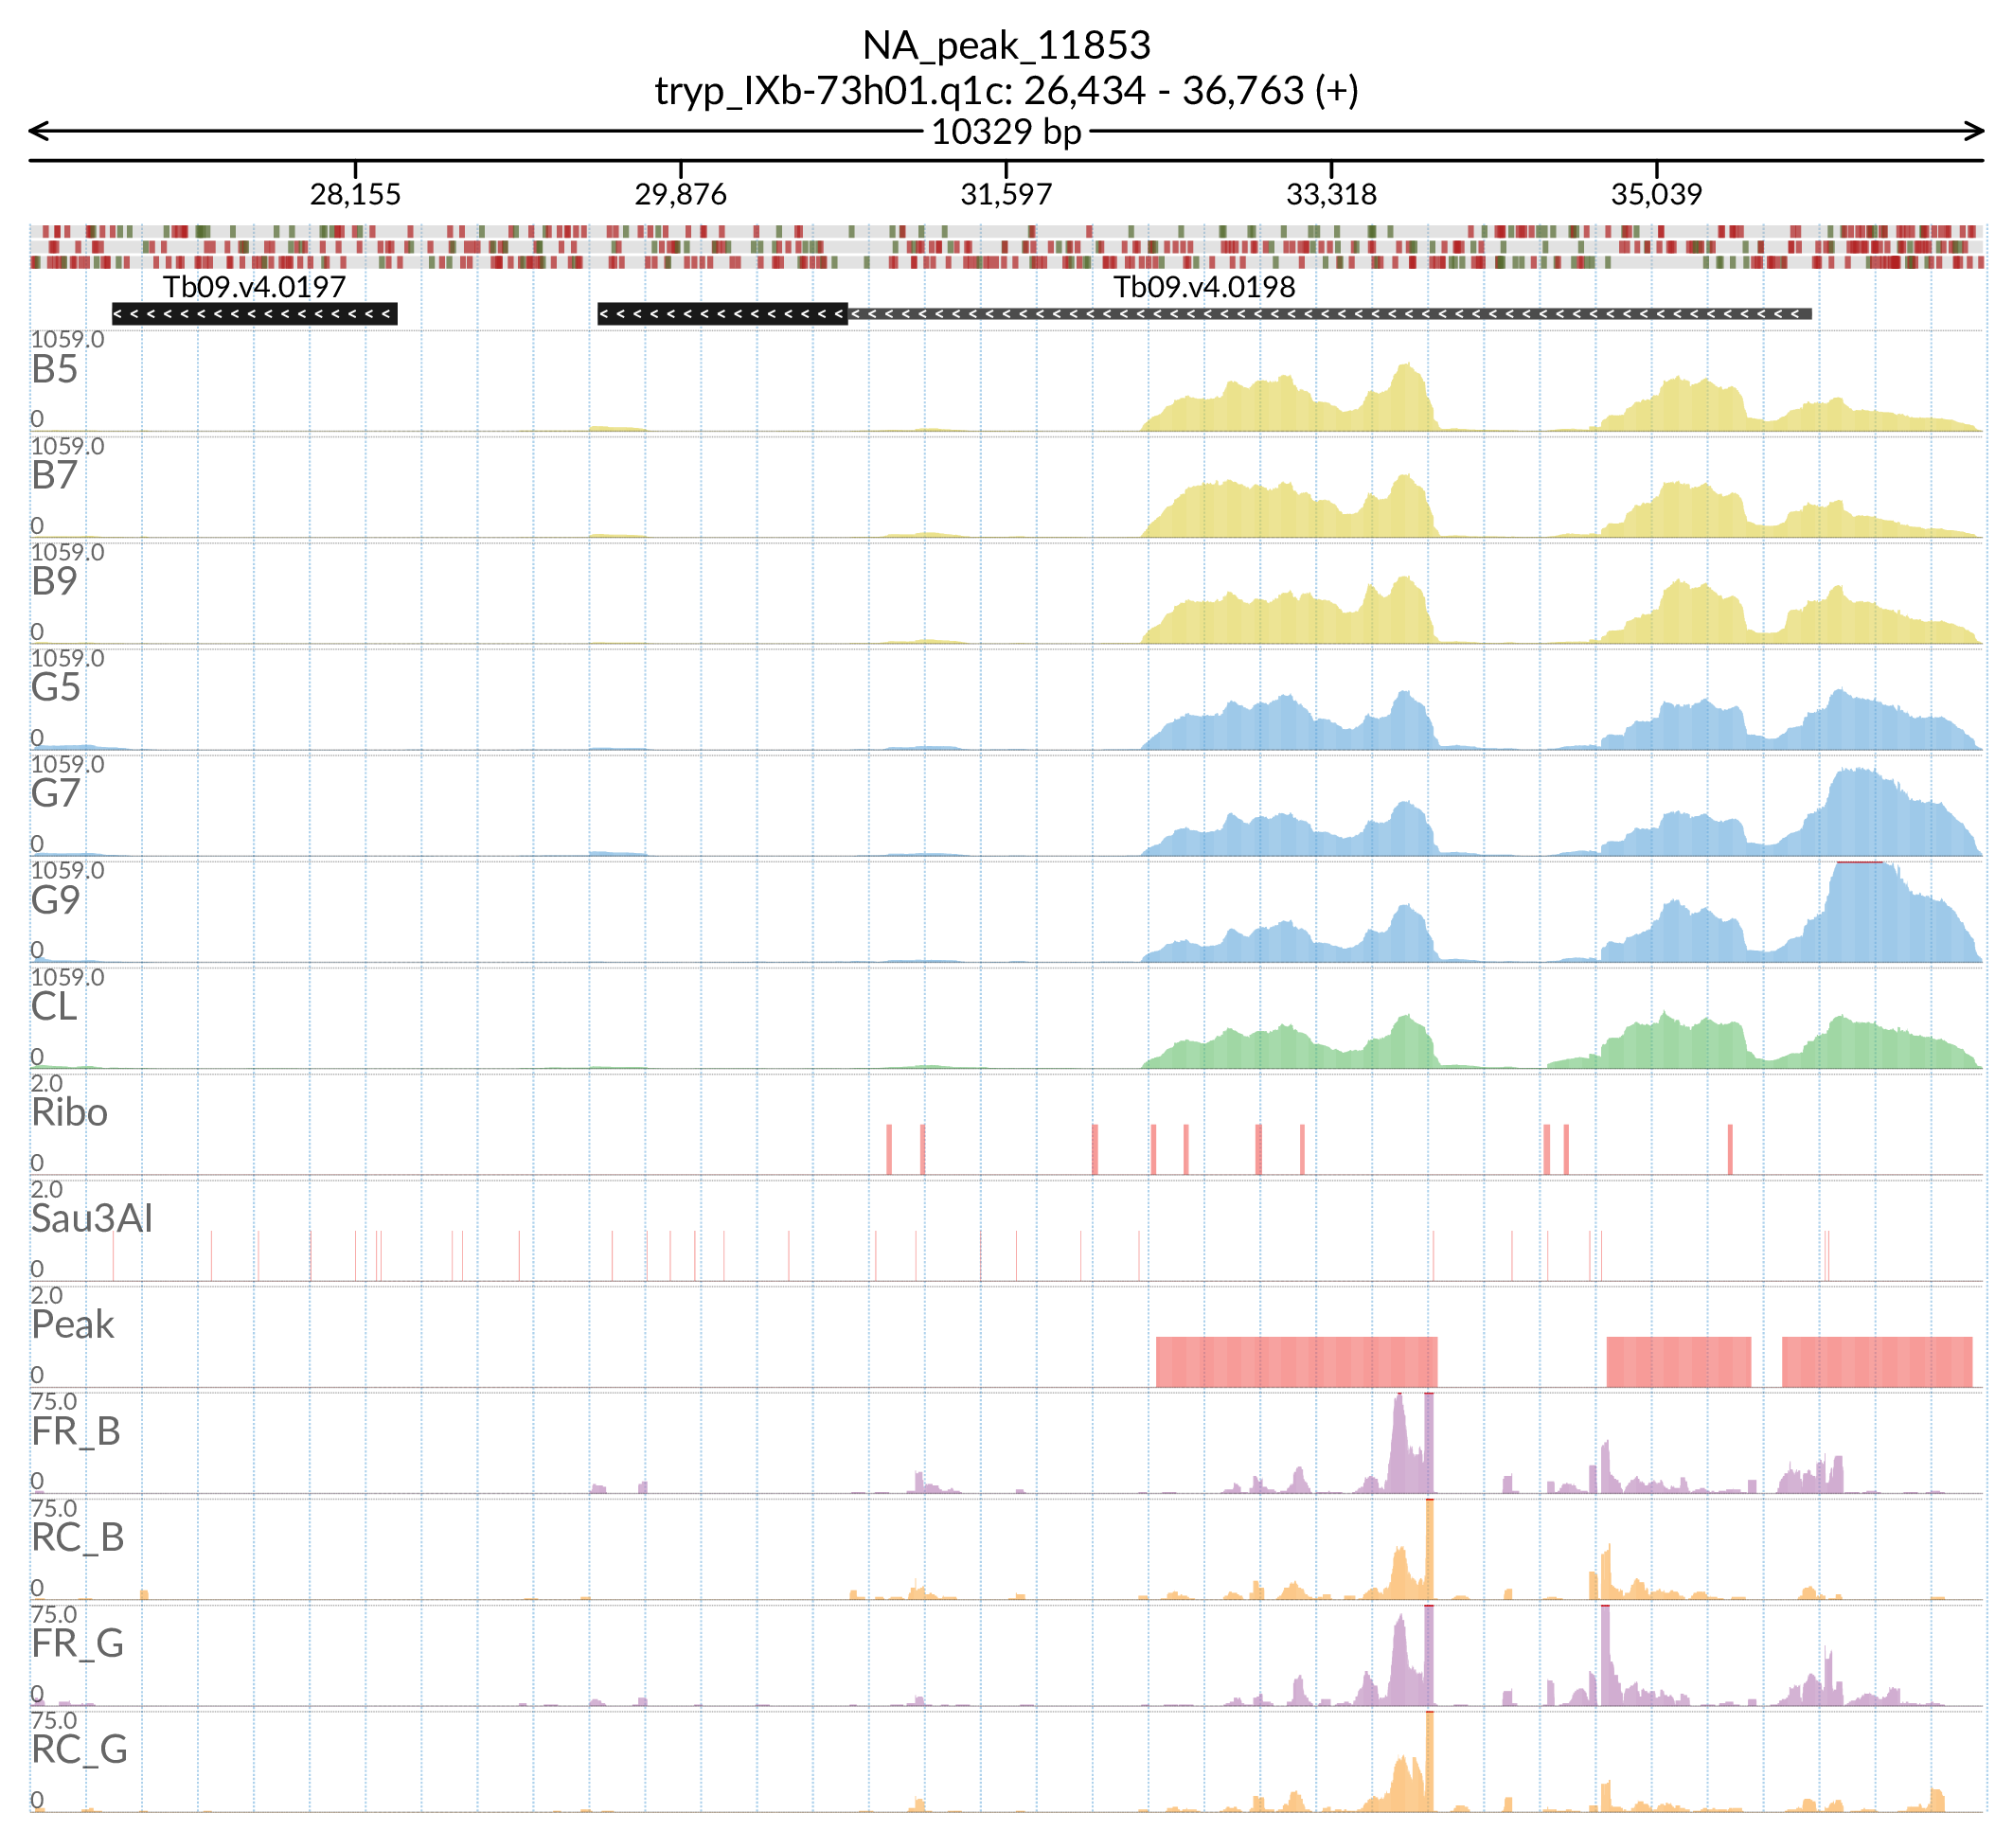 NA_peak_11853
tryp_IXb-73h01.q1c: 26,434 - 36,763 (+)
10329 bp
28,155 29,876 31,597 33,318 35,039
Tb09.v4.0197 Tb09.v4.0198
1059.0
B5
0
1059.0
B7
0
1059.0
B9
0
1059.0
G5
0
1059.0
G7
0
1059.0
G9
0
1059.0
CL
0
2.0
Ribo
0
2.0
Sau3AI
0
2.0
Peak
0
75.0
FR_B
0
75.0
RC_B
0
75.0
FR_G
0
75.0
RC_G
0